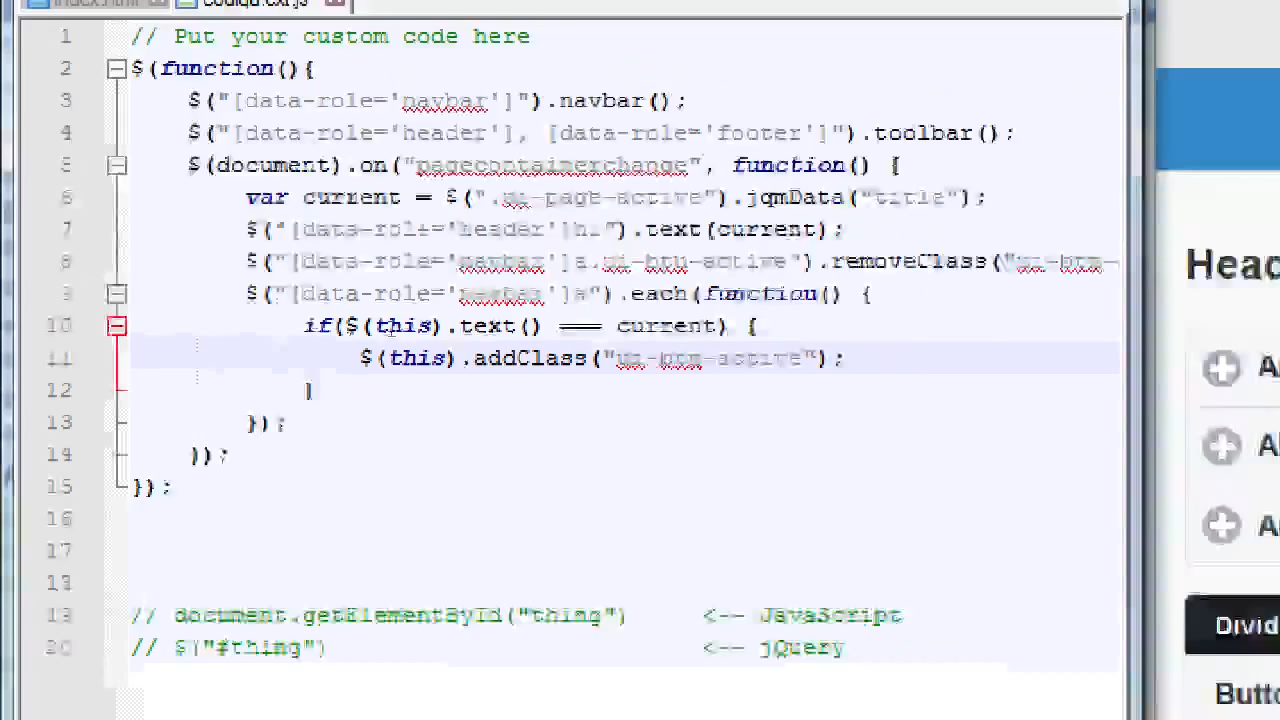 1 // Put your custom code here
2 $(function(){
3 $("[data-role='navbar']").navbar();
4 $("[data-role='header'], [data-role='footer']").toolbar();
5 $(document).on("pagecontainerchange", function() {
6 var current = $(".ui-page-active").jqmData("title");
7 $("[data-role='header']h1").text(current);
8 $("[data-role='navbar']a.ui-btn-active").removeClass("ui-btn-
9 $("[data-role='navbar']a").each(function() {
10 if($(this).text() === current) {
11 $(this).addClass("ui-btn-active");
12 }
13 });
14 });
15 });
16
17
18
19 // document.getElementById("thing") <-- JavaScript
20 // $("#thing") <-- jQuery
Head
Divid
Butto